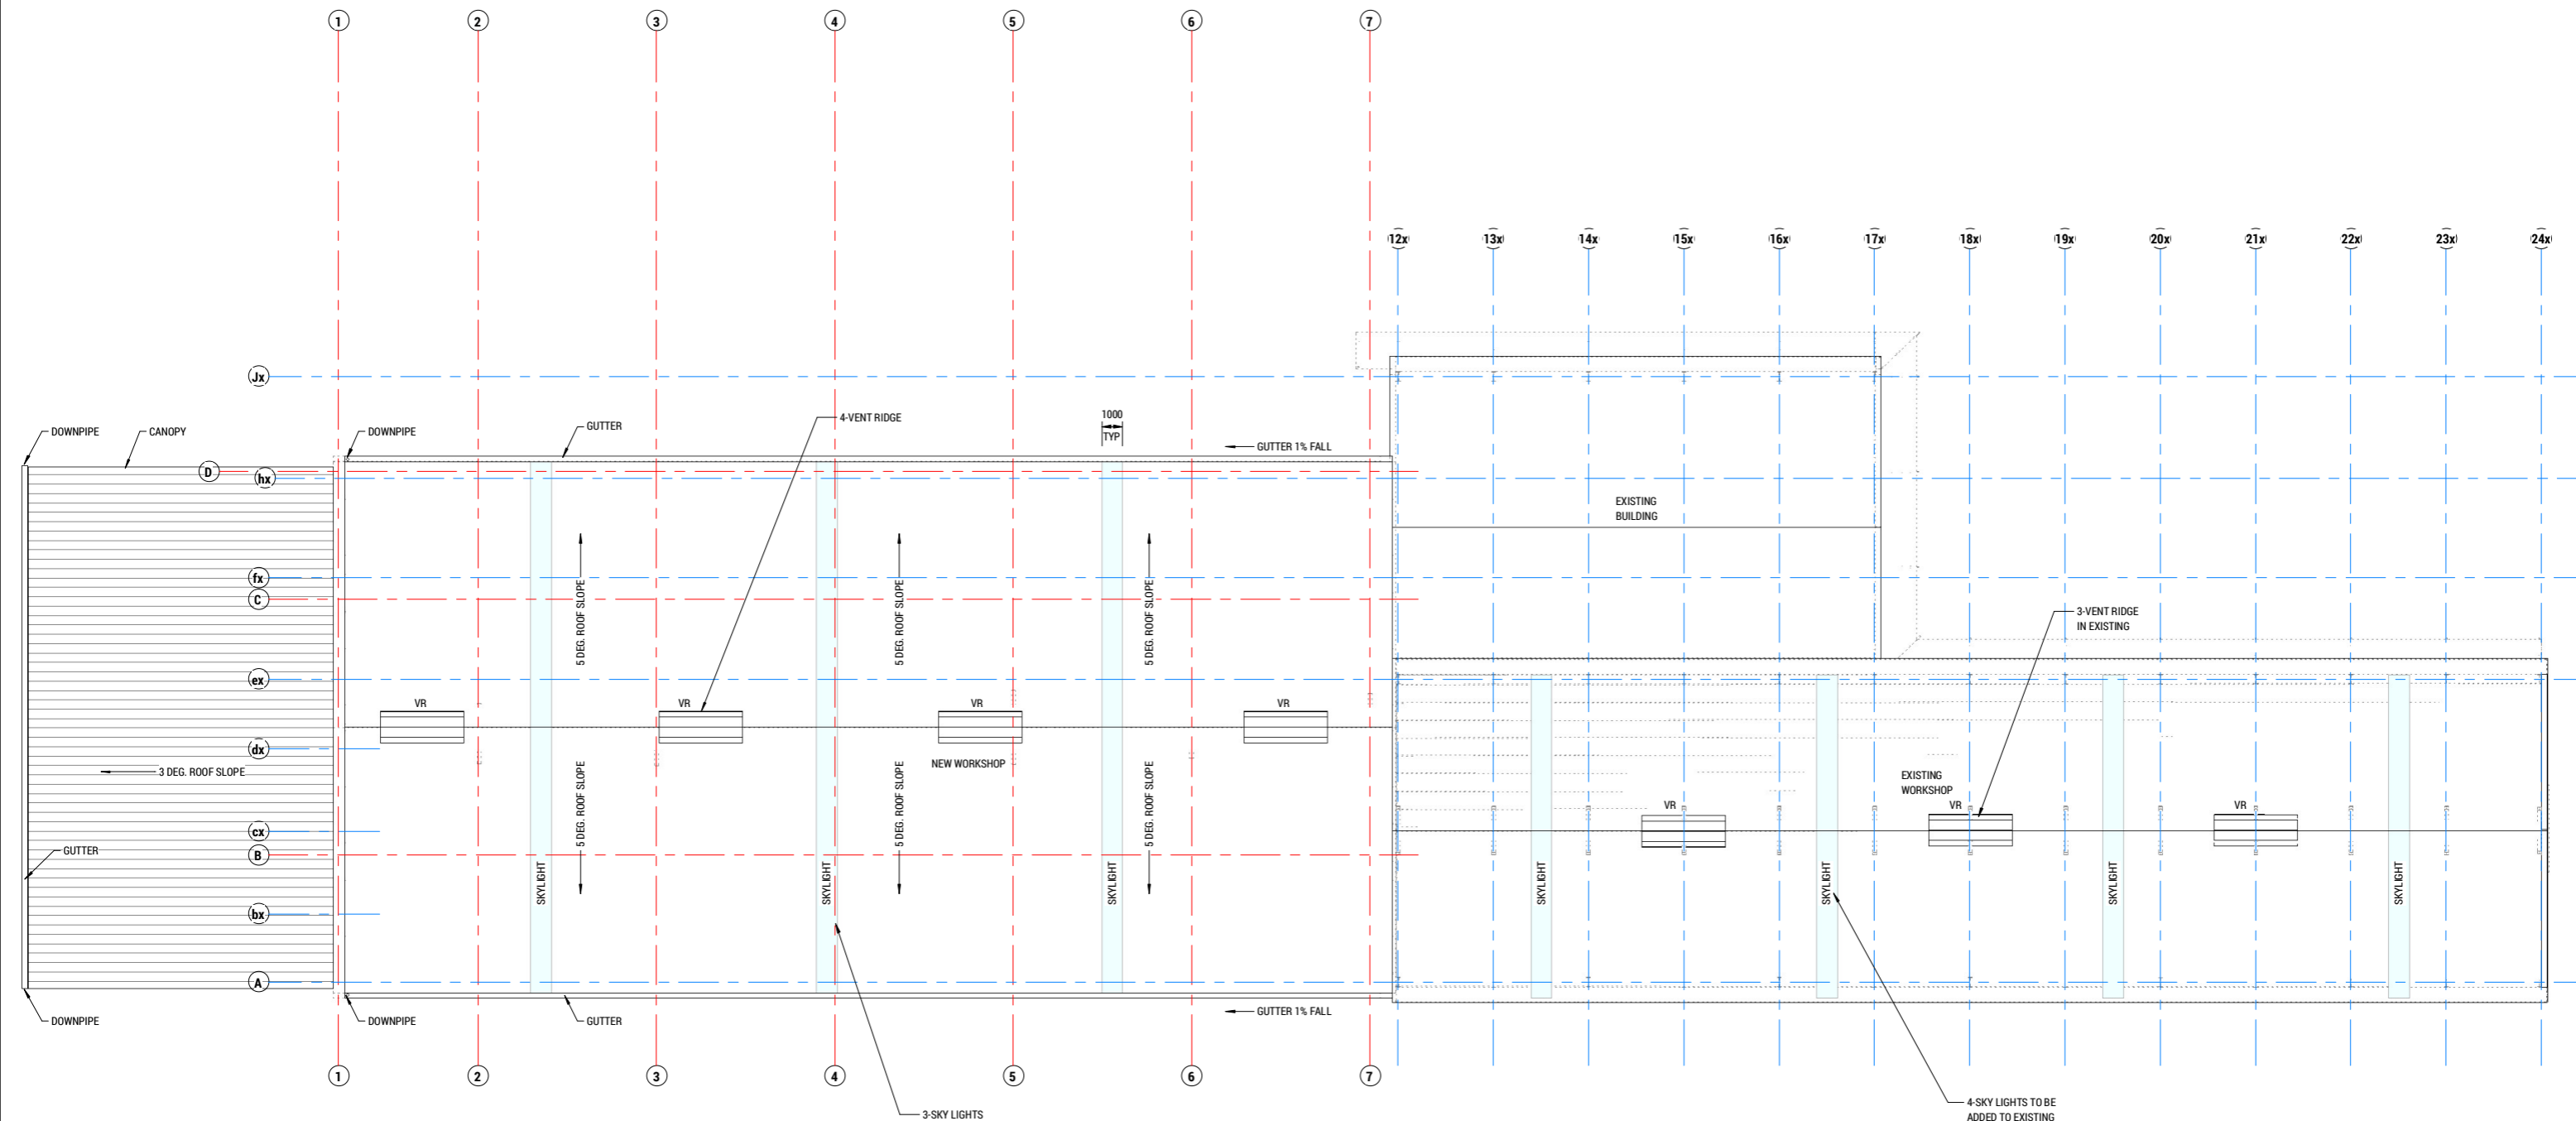 1 2 3 4 5 6 7
12x 13x 14x 15x 16x 17x 18x 19x 20x 21x 22x 23x 24x
Jx
4-VENT RIDGE
1000
TYP
DOWNPIPE
CANOPY
DOWNPIPE
GUTTER
GUTTER 1% FALL
D
hx
EXISTING
BUILDING
fx
C
5 DEG. ROOF SLOPE
5 DEG. ROOF SLOPE
5 DEG. ROOF SLOPE
3-VENT RIDGE
IN EXISTING
ex
VR
VR
VR
VR
dx
NEW WORKSHOP
3 DEG. ROOF SLOPE
EXISTING
WORKSHOP
VR
VR
VR
5 DEG. ROOF SLOPE
5 DEG. ROOF SLOPE
5 DEG. ROOF SLOPE
cx
B
GUTTER
SKYLIGHT
SKYLIGHT
SKYLIGHT
SKYLIGHT
SKYLIGHT
SKYLIGHT
SKYLIGHT
bx
A
DOWNPIPE
DOWNPIPE
GUTTER
GUTTER 1% FALL
1 2 3 4 5 6 7
3-SKY LIGHTS
4-SKY LIGHTS TO BE
ADDED TO EXISTING